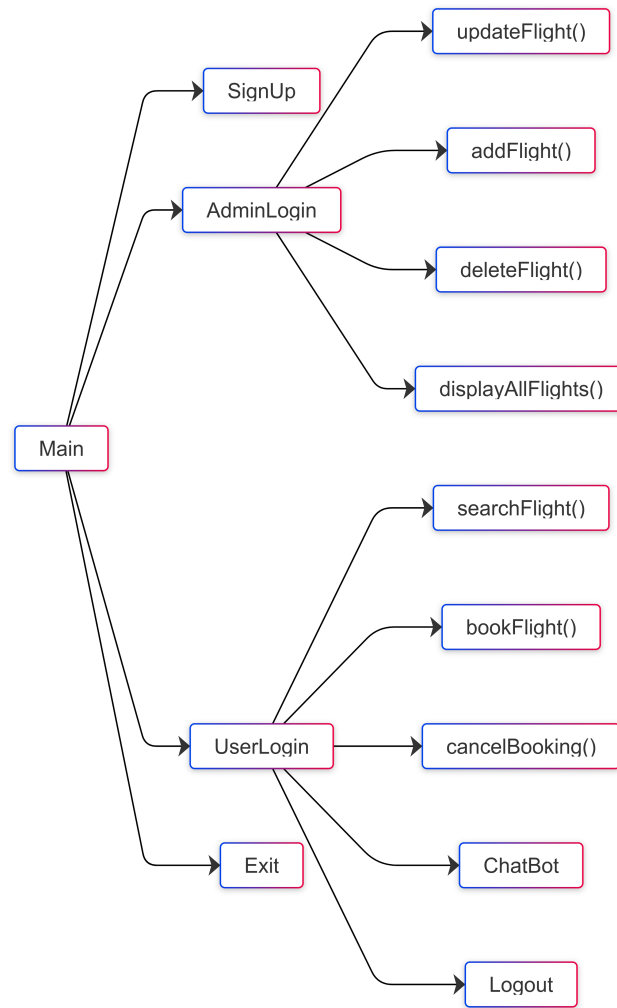 updateFlight()
SignUp
addFlight()
AdminLogin
deleteFlight()
displayAllFlights()
Main
searchFlight()
bookFlight()
UserLogin
cancelBooking()
Exit
ChatBot
Logout